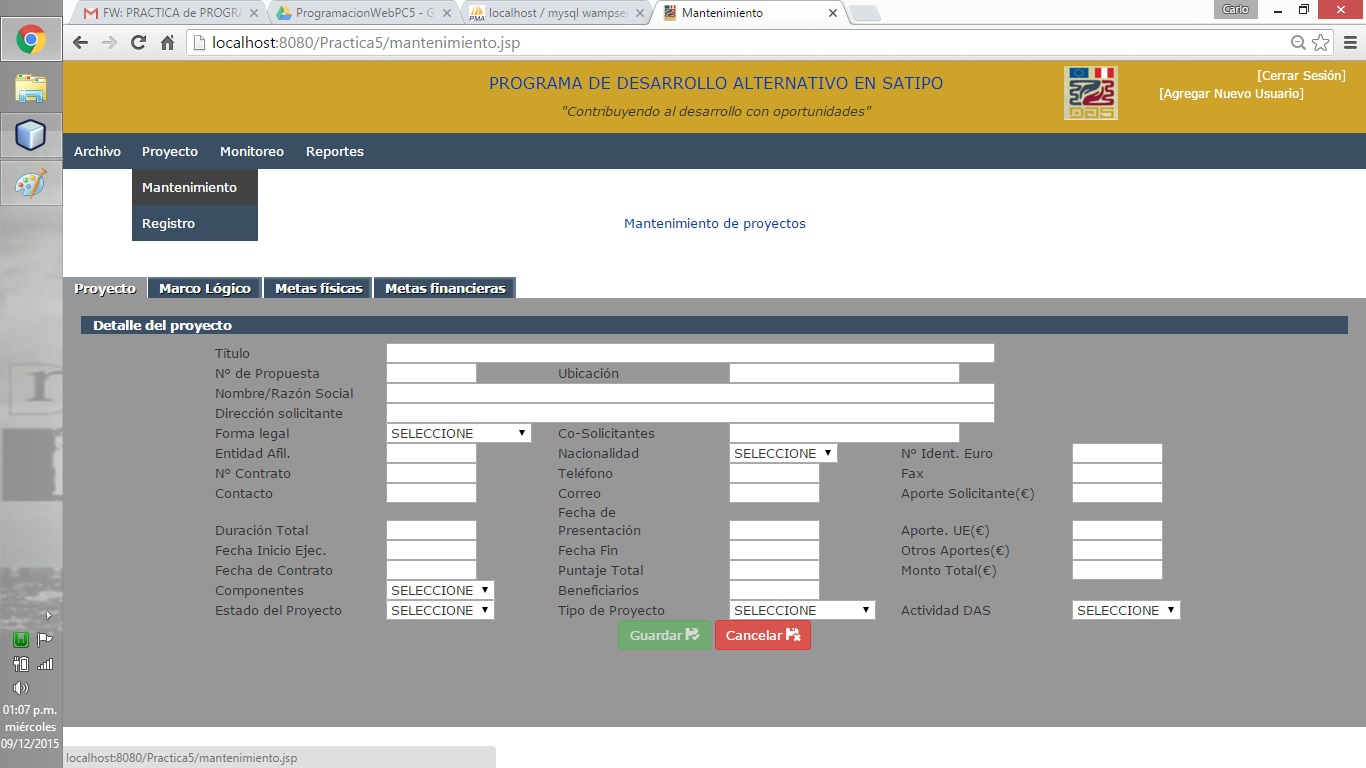 FW: PRACTICA de PROGRA
ProgramacionWebPC5 - G
localhost / mysql wampse
Mantenimiento
Carlo
localhost:8080/Practica5/mantenimiento.jsp
PROGRAMA DE DESARROLLO ALTERNATIVO EN SATIPO
"Contribuyendo al desarrollo con oportunidades"
DAS
[Cerrar Sesión]
[Agregar Nuevo Usuario]
Archivo Proyecto Monitoreo Reportes
Mantenimiento
Registro
Mantenimiento de proyectos
Proyecto Marco Lógico Metas físicas Metas financieras
Detalle del proyecto
Título
Nº de Propuesta Ubicación
Nombre/Razón Social
Dirección solicitante
Forma legal SELECCIONE Co-Solicitantes
Entidad Afil. Nacionalidad SELECCIONE Nº Ident. Euro
Nº Contrato Teléfono Fax
Contacto Correo Aporte Solicitante(€)
Duración Total Fecha de Presentación Aporte. UE(€)
Fecha Inicio Ejec. Fecha Fin Otros Aportes(€)
Fecha de Contrato Puntaje Total Monto Total(€)
Componentes SELECCIONE Beneficiarios
Estado del Proyecto SELECCIONE Tipo de Proyecto SELECCIONE Actividad DAS SELECCIONE
Guardar Cancelar
01:07 p.m.
miércoles
09/12/2015
localhost:8080/Practica5/mantenimiento.jsp